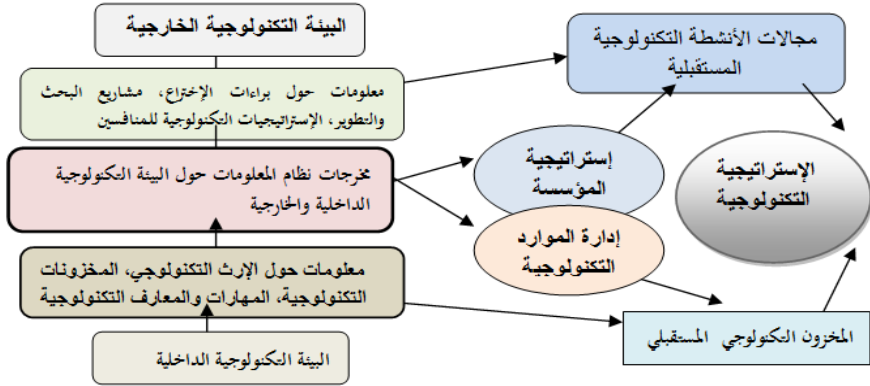 البيئة التكنولوجية الخارجية
مجالات الأنشطة التكنولوجية
المستقبلية
معلومات حول براءات الإختراع، مشاريع البحث
والتطوير، الإستراتيجيات التكنولوجية للمنافسين
مخرجات نظام المعلومات حول البيئة التكنولوجية
الداخلية والخارجية
إستراتيجية
المؤسسة
الإستراتيجية
التكنولوجية
إدارة الموارد
التكنولوجية
معلومات حول الإرث التكنولوجي، المخزونات
التكنولوجية، المهارات والمعارف التكنولوجية
المخزون التكنولوجي المستقبلي
البيئة التكنولوجية الداخلية